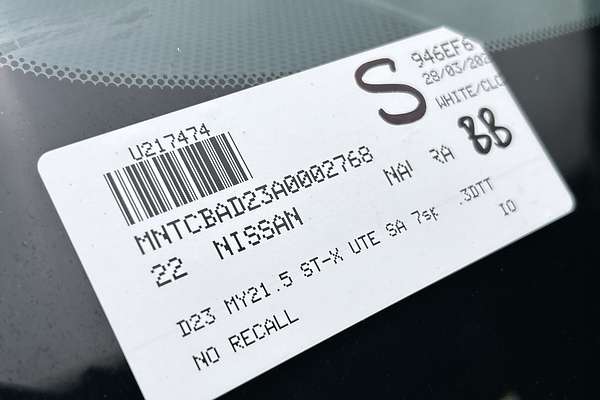 U217474
946EF6
28/03/202
WHITE/CLO
S
BB
MNTCBAD23A0002768
22 NISSAN NAV RA
D23 MY21.5 ST-X UTE SA 7sp .3DTT
NO RECALL IO